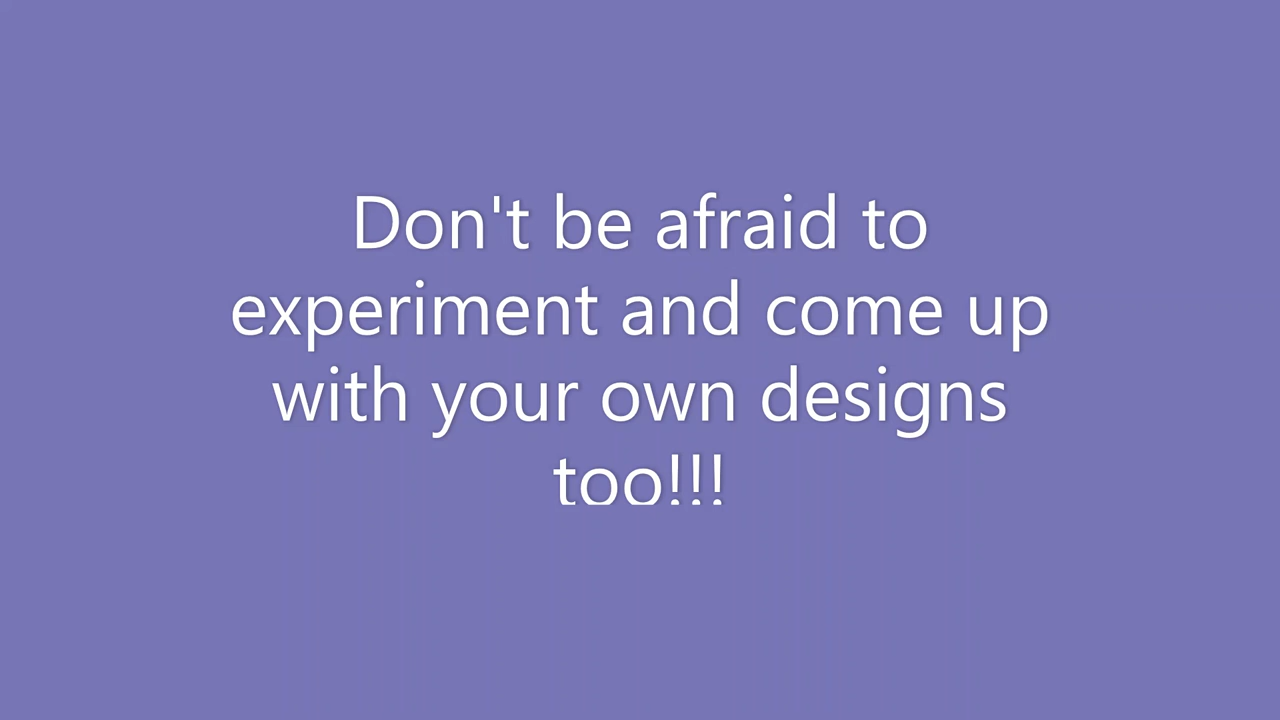 Don't be afraid to
experiment and come up
with your own designs
too!!!